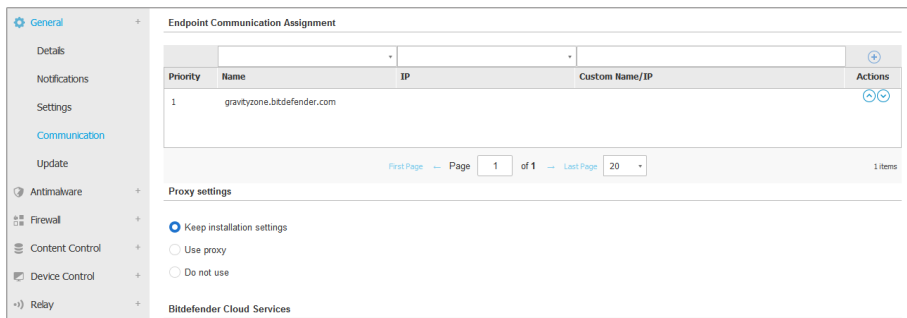 General +
Details
Notifications
Settings
Communication
Update
Antimalware +
Firewall +
Content Control +
Device Control +
Relay +
Endpoint Communication Assignment
Priority Name IP Custom Name/IP Actions
1 gravityzone.bitdefender.com
First Page ← Page 1 of 1 → Last Page 20 1 items
Proxy settings
Keep installation settings
Use proxy
Do not use
Bitdefender Cloud Services